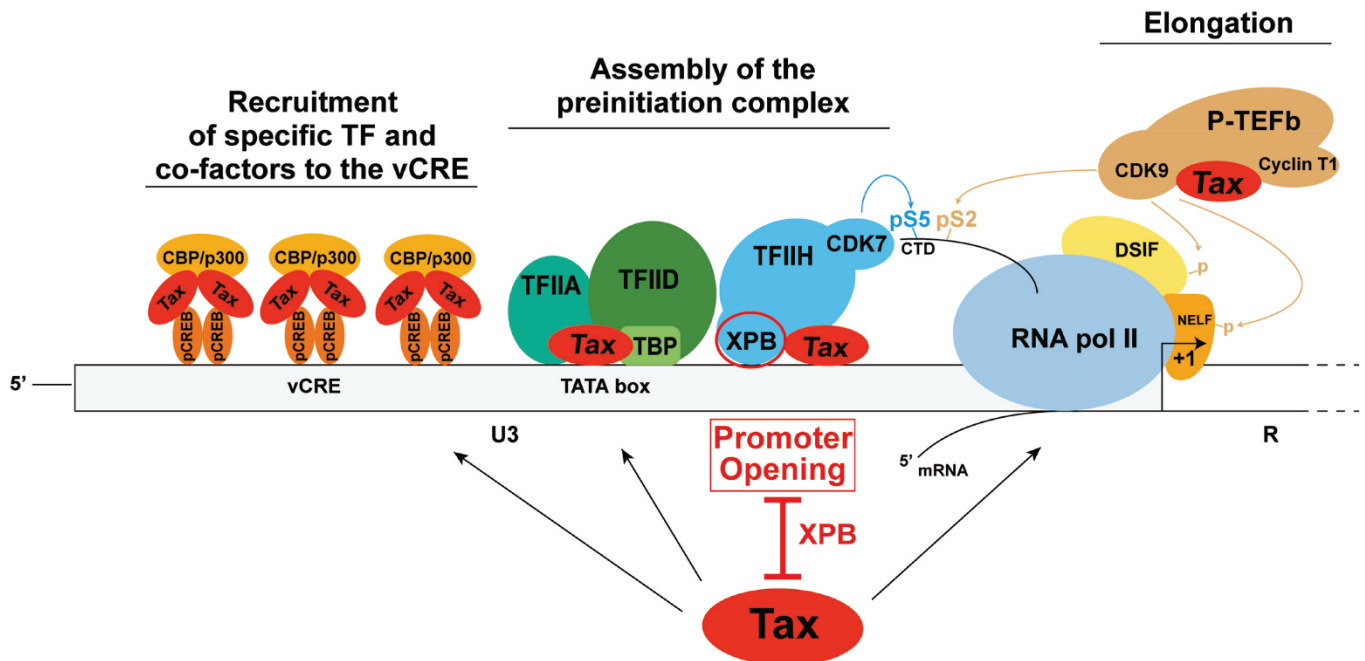 Elongation
Assembly of the
preinitiation complex
Recruitment
of specific TF and
co-factors to the vCRE
P-TEFb
CDK9
Tax
Cyclin T1
CBP/p300
CBP/p300
CBP/p300
Tax
Tax
Tax
Tax
Tax
Tax
pCREB
pCREB
pCREB
pCREB
pCREB
pCREB
TFIIA
TFIID
Tax
TBP
TFIIH
CDK7
XPB
Tax
pS5
pS2
CTD
DSIF
p
NELF
p
RNA pol II
+1
5’
vCRE
TATA box
U3
R
Promoter
Opening
5’
mRNA
XPB
Tax